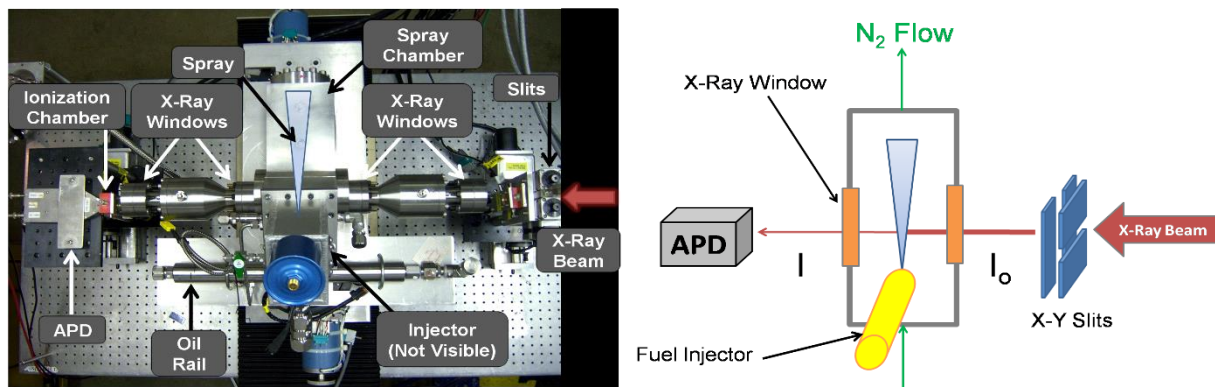 Spray
Chamber
Spray
Ionization
Chamber
X-Ray
Windows
X-Ray
Windows
Slits
X-Ray
Beam
APD
Oil
Rail
Injector
(Not Visible)
N₂ Flow
X-Ray Window
APD
I
I₀
X-Ray Beam
X-Y Slits
Fuel Injector